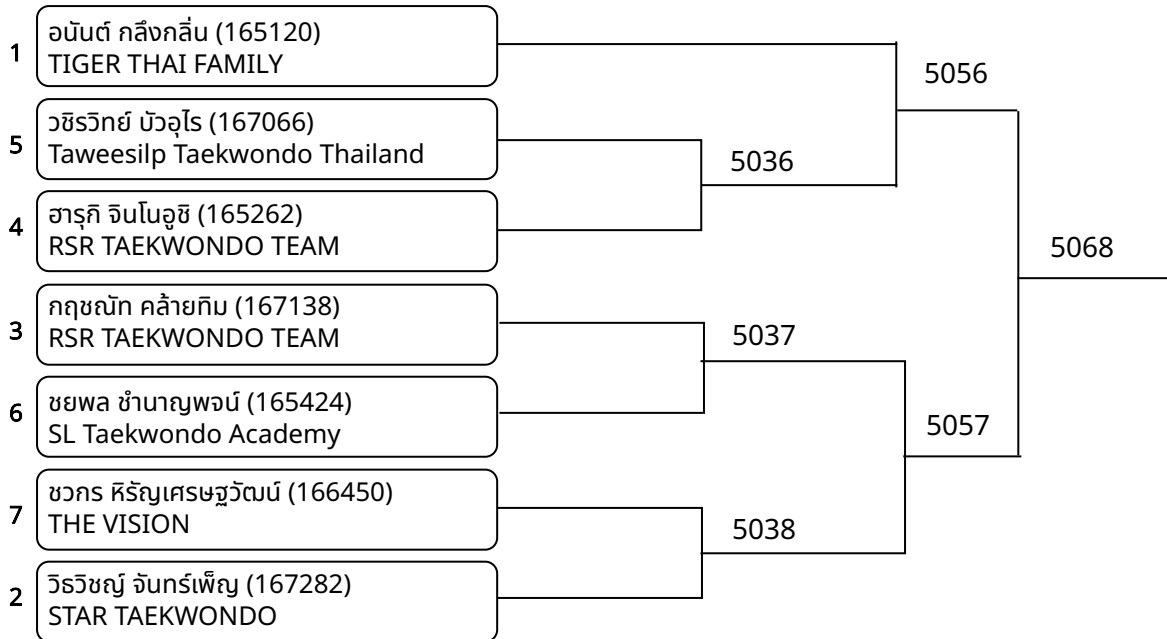 1
อนันต์ กลึงกลิ่น (165120)
TIGER THAI FAMILY
5
วชิรวิทย์ บัวอุไร (167066)
Taweesilp Taekwondo Thailand
4
ฮารุกิ จินโนอูชิ (165262)
RSR TAEKWONDO TEAM
3
กฤชณัท คล้ายทิม (167138)
RSR TAEKWONDO TEAM
6
ชยพล ชำนาญพจน์ (165424)
SL Taekwondo Academy
7
ชวกร หิรัญเศรษฐวัฒน์ (166450)
THE VISION
2
วิธวิชญ์ จันทร์เพ็ญ (167282)
STAR TAEKWONDO
5036
5037
5038
5056
5057
5068